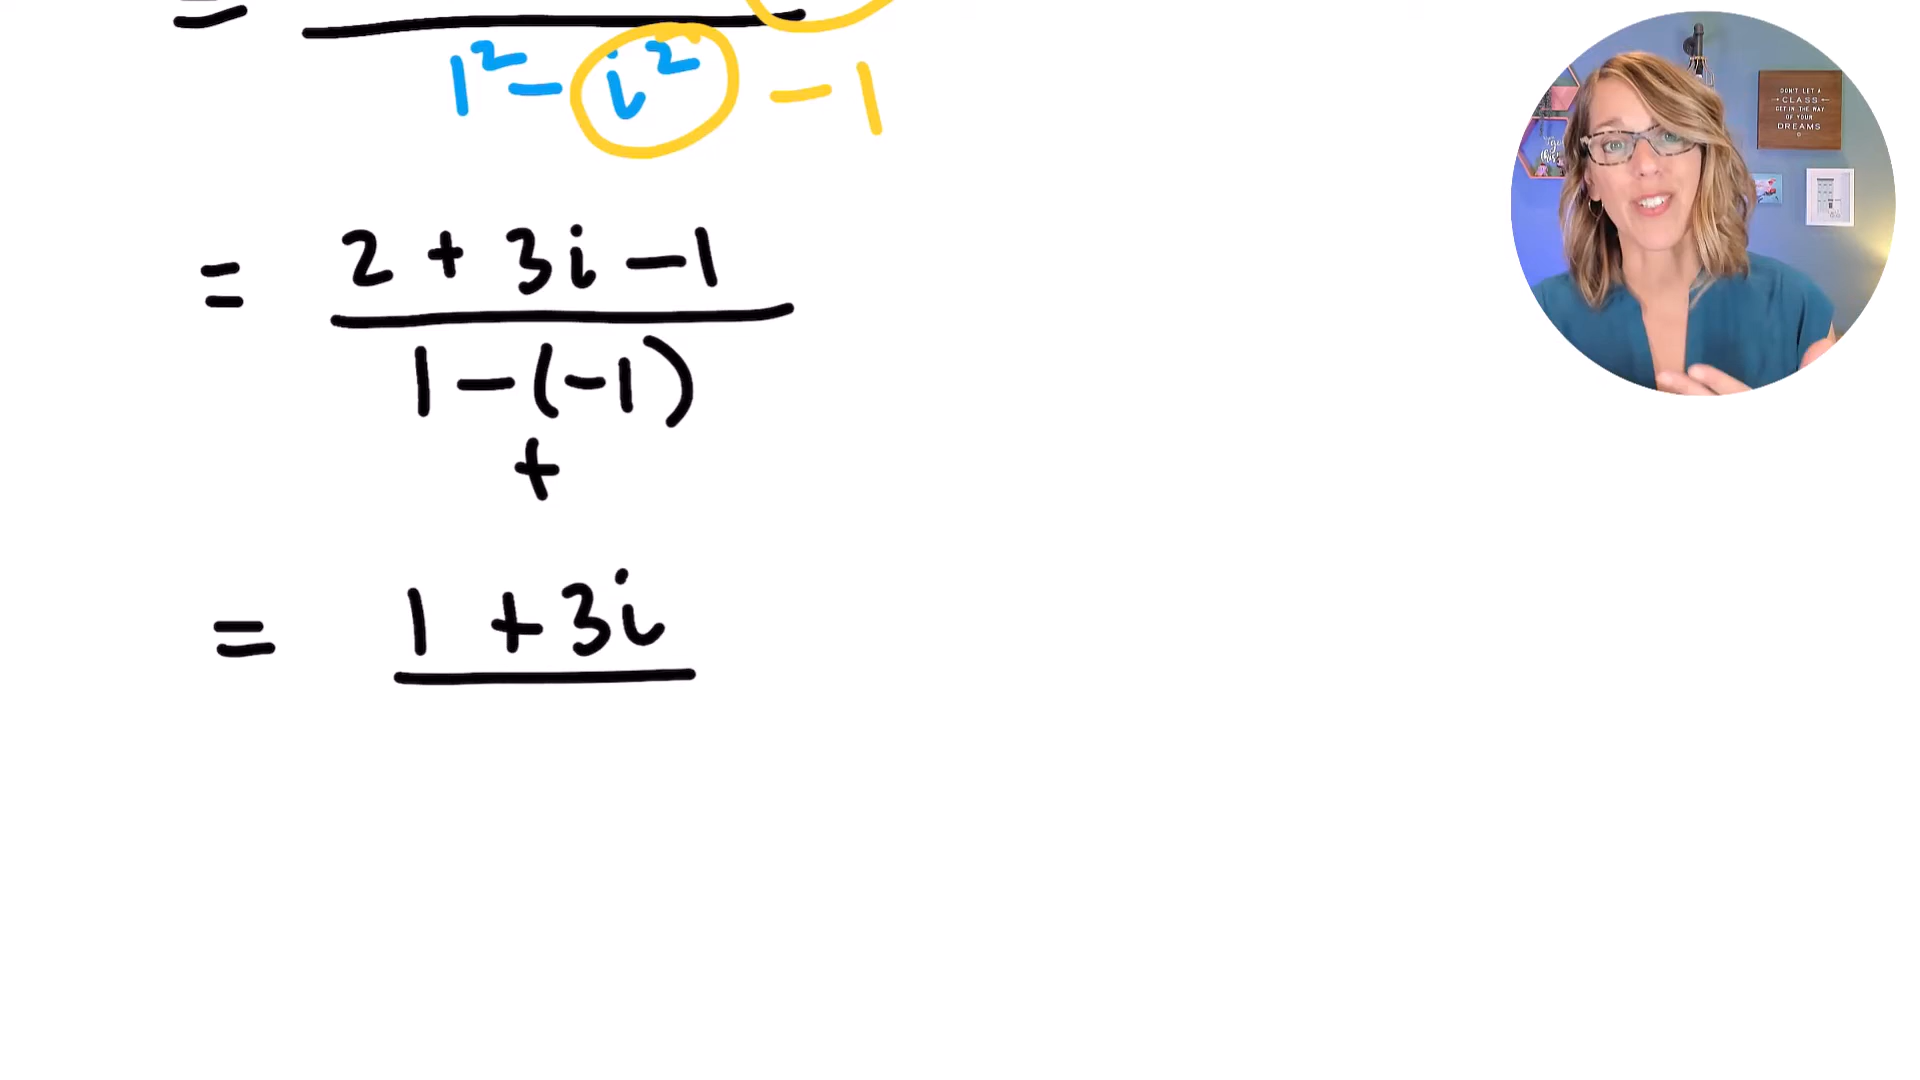 =
1² - i² - 1
= 2 + 3i - 1
1 - (-1)
+
= 1 + 3i
DON'T LET A
CLASS
GET IN THE WAY
OF YOUR
DREAMS